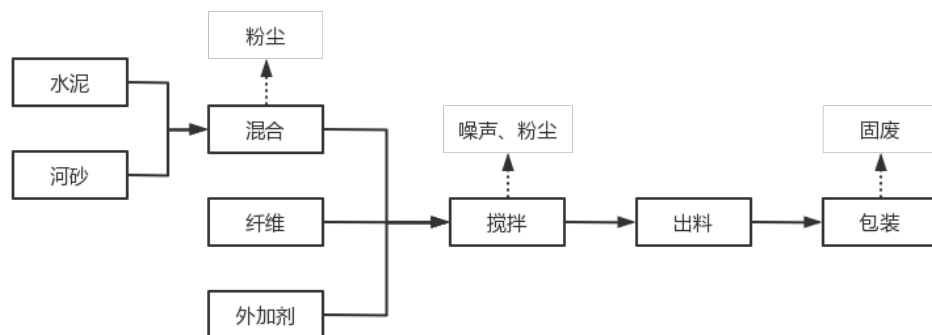 粉尘
水泥
混合
噪声、粉尘
固废
河砂
纤维
搅拌
出料
包装
外加剂